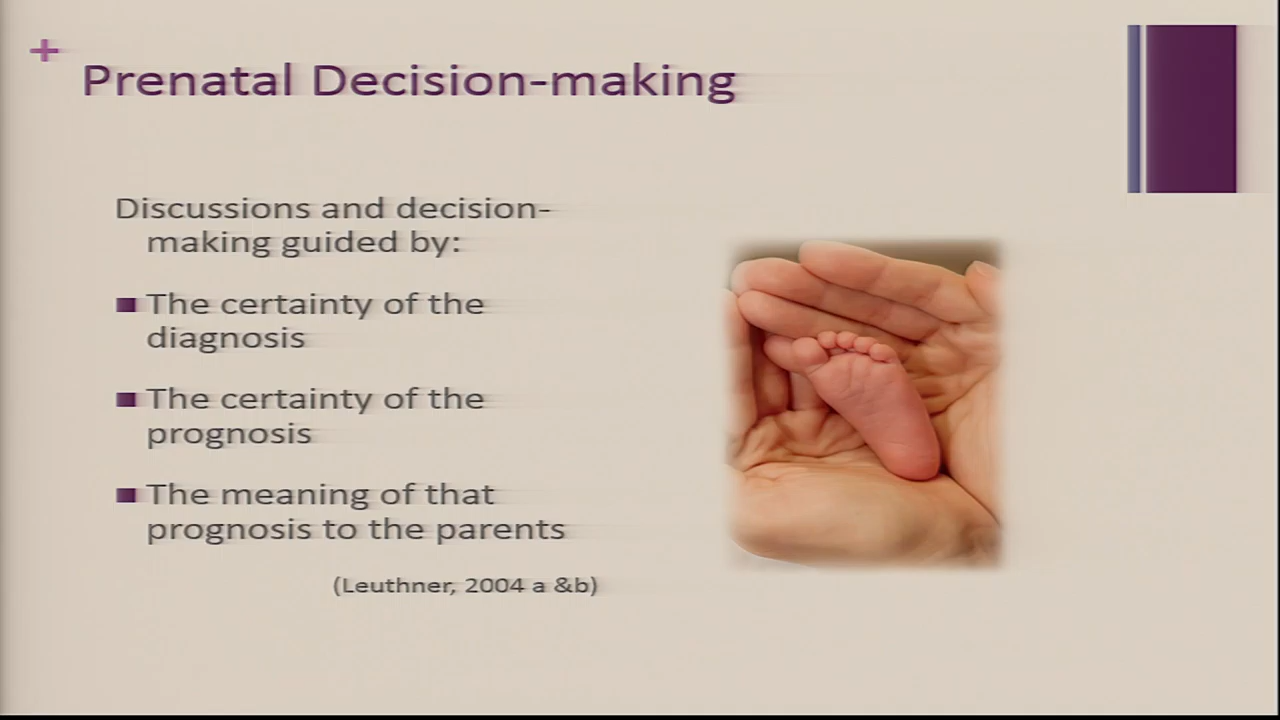 +
Prenatal Decision-making
Discussions and decision-
making guided by:
The certainty of the
diagnosis
The certainty of the
prognosis
The meaning of that
prognosis to the parents
(Leuthner, 2004 a &b)